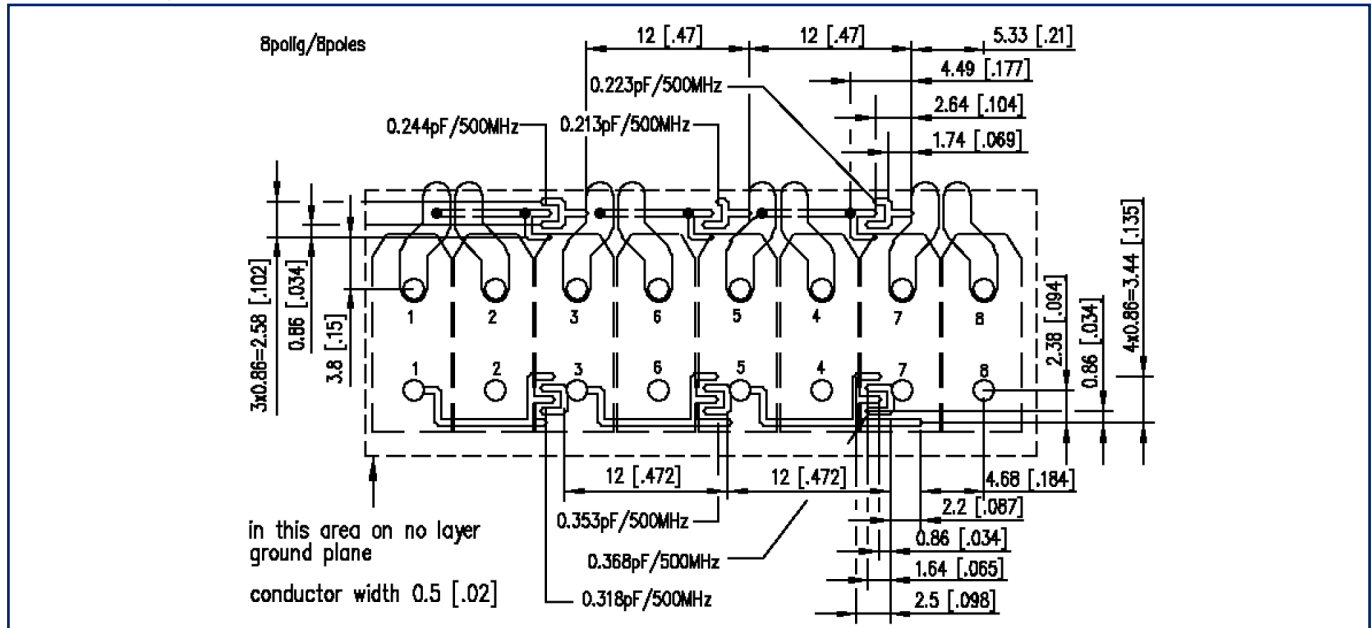 8polig/8poles
12 [.47]
12 [.47]
5.33 [.21]
4.49 [.177]
0.223pF/500MHz
2.64 [.104]
0.244pF/500MHz
0.213pF/500MHz
1.74 [.069]
3x0.86=2.58 [.102]
0.86 [.034]
3.8 [.15]
1 2 3 6 5 4 7 8
1 2 3 6 5 4 7 8
2.38 [.094]
0.86 [.034]
4x0.86=3.44 [.135]
12 [.472]
12 [.472]
4.68 [.184]
0.353pF/500MHz
2.2 [.087]
in this area on no layer
ground plane
0.368pF/500MHz
0.86 [.034]
1.64 [.065]
conductor width 0.5 [.02]
0.318pF/500MHz
2.5 [.098]